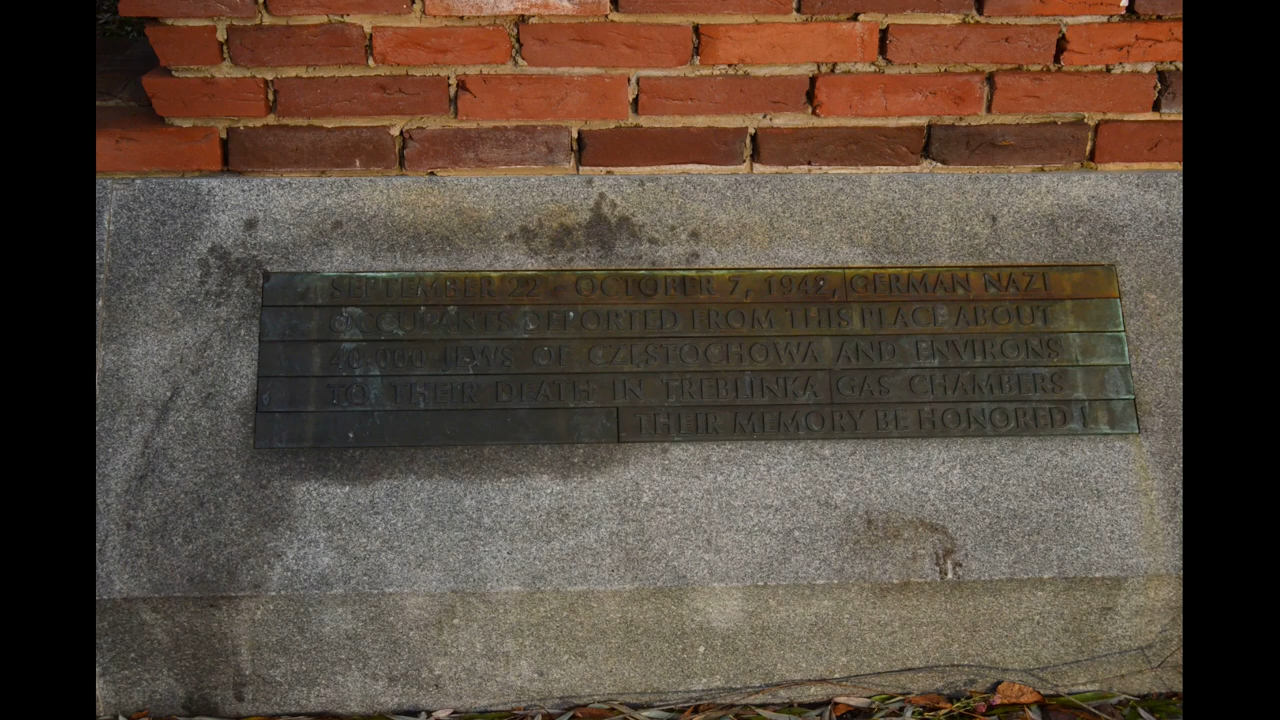 SEPTEMBER 22 - OCTOBER 7, 1942, GERMAN NAZI
OCCUPANTS DEPORTED FROM THIS PLACE ABOUT
40.000 JEWS OF CZĘSTOCHOWA AND ENVIRONS
TO THEIR DEATH IN TREBLINKA GAS CHAMBERS
THEIR MEMORY BE HONORED !